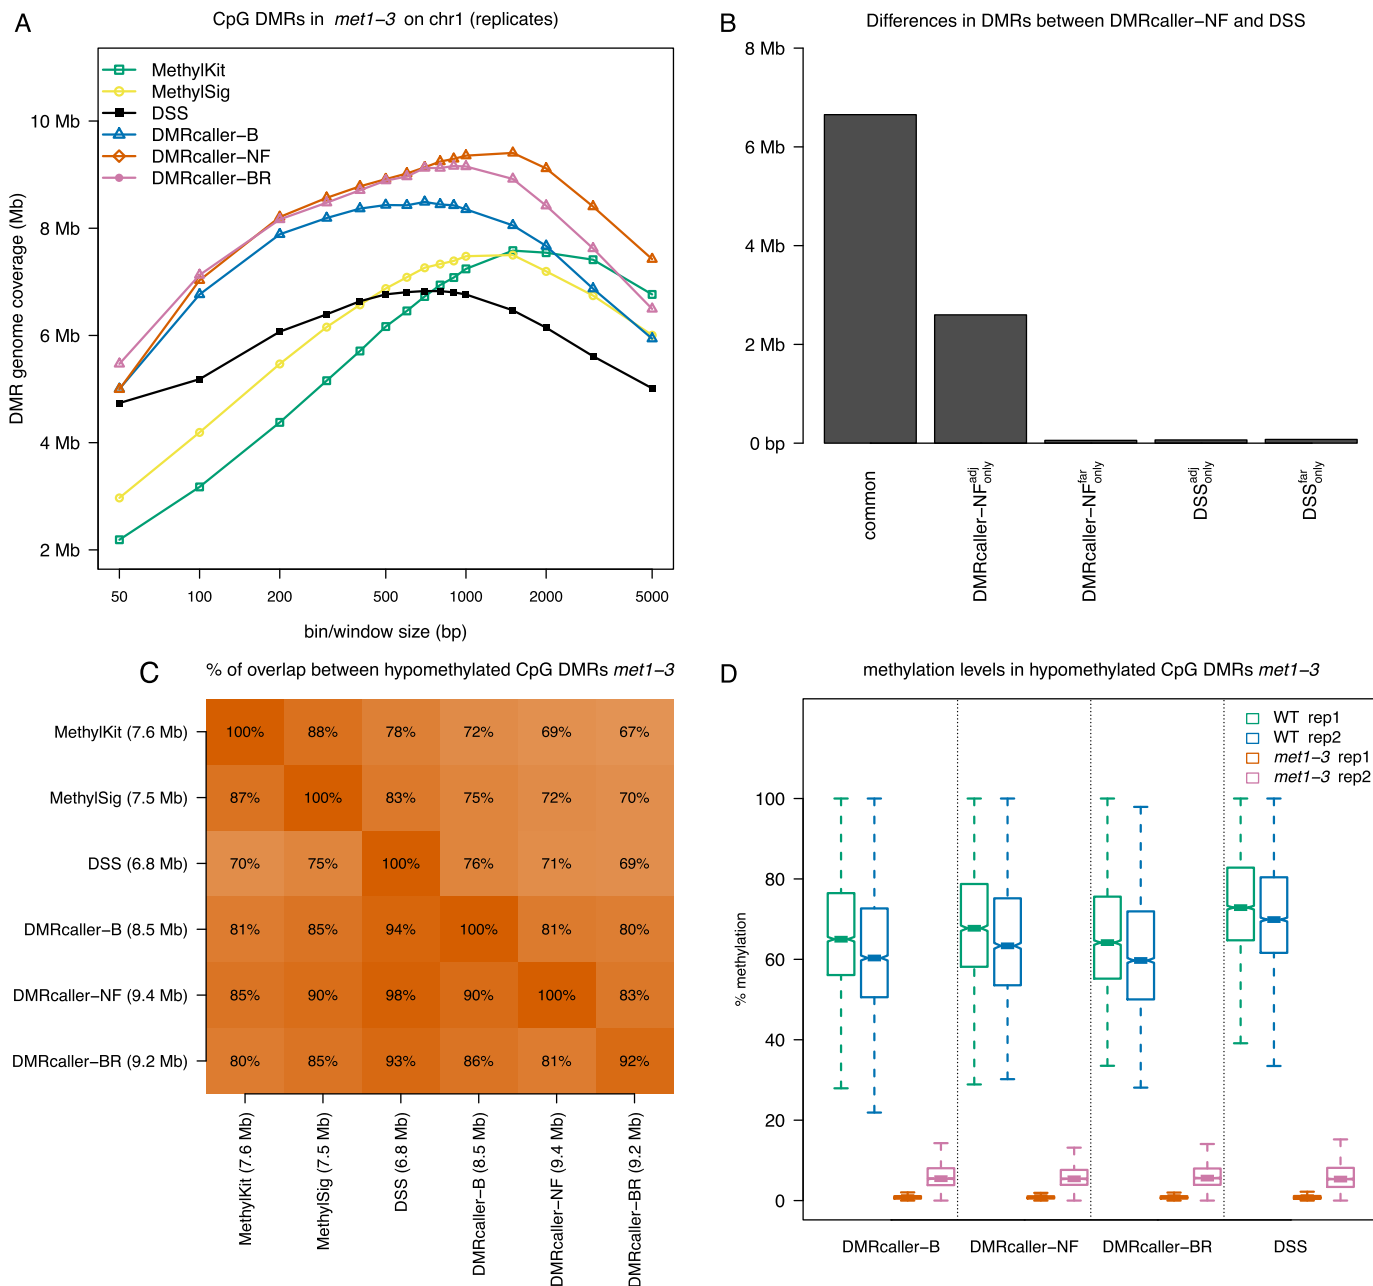 A
CpG DMRs in met1−3 on chr1 (replicates)
MethylKit
MethylSig
DSS
DMRcaller−B
DMRcaller−NF
DMRcaller−BR
DMR genome coverage (Mb)
10 Mb
8 Mb
6 Mb
4 Mb
2 Mb
50 100 200 500 1000 2000 5000
bin/window size (bp)
B
Differences in DMRs between DMRcaller−NF and DSS
8 Mb
6 Mb
4 Mb
2 Mb
0 bp
common
DMRcaller−NF adj only
DMRcaller−NF far only
DSS adj only
DSS far only
C
% of overlap between hypomethylated CpG DMRs met1−3
MethylKit (7.6 Mb) 100% 88% 78% 72% 69% 67%
MethylSig (7.5 Mb) 87% 100% 83% 75% 72% 70%
DSS (6.8 Mb) 70% 75% 100% 76% 71% 69%
DMRcaller−B (8.5 Mb) 81% 85% 94% 100% 81% 80%
DMRcaller−NF (9.4 Mb) 85% 90% 98% 90% 100% 83%
DMRcaller−BR (9.2 Mb) 80% 85% 93% 86% 81% 92%
MethylKit (7.6 Mb)
MethylSig (7.5 Mb)
DSS (6.8 Mb)
DMRcaller−B (8.5 Mb)
DMRcaller−NF (9.4 Mb)
DMRcaller−BR (9.2 Mb)
D
methylation levels in hypomethylated CpG DMRs met1−3
WT rep1
WT rep2
met1−3 rep1
met1−3 rep2
% methylation
100
80
60
40
20
0
DMRcaller−B DMRcaller−NF DMRcaller−BR DSS